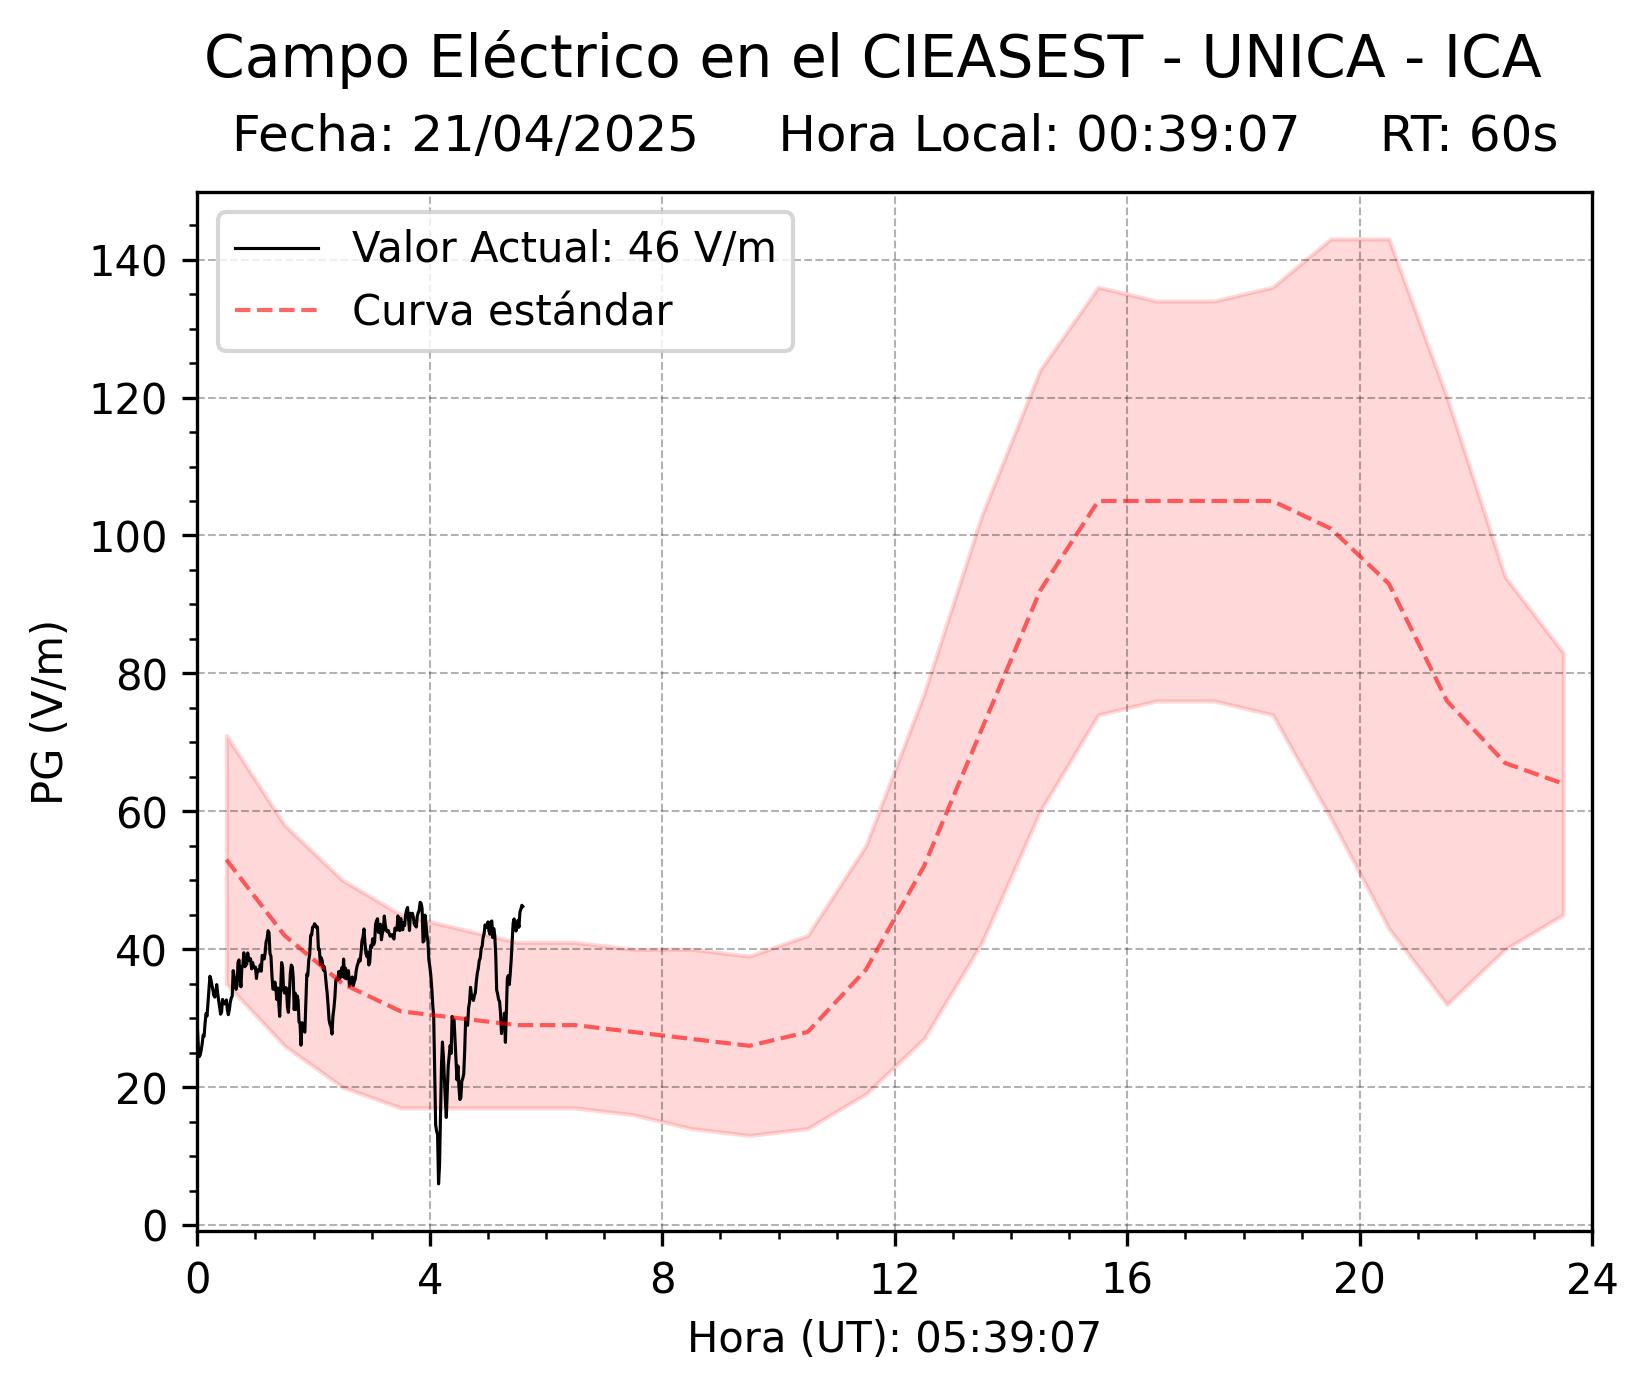 Campo Eléctrico en el CIEASEST - UNICA - ICA
Fecha: 21/04/2025 Hora Local: 00:39:07 RT: 60s
Valor Actual: 46 V/m
Curva estándar
PG (V/m)
140
120
100
80
60
40
20
0
0 4 8 12 16 20 24
Hora (UT): 05:39:07